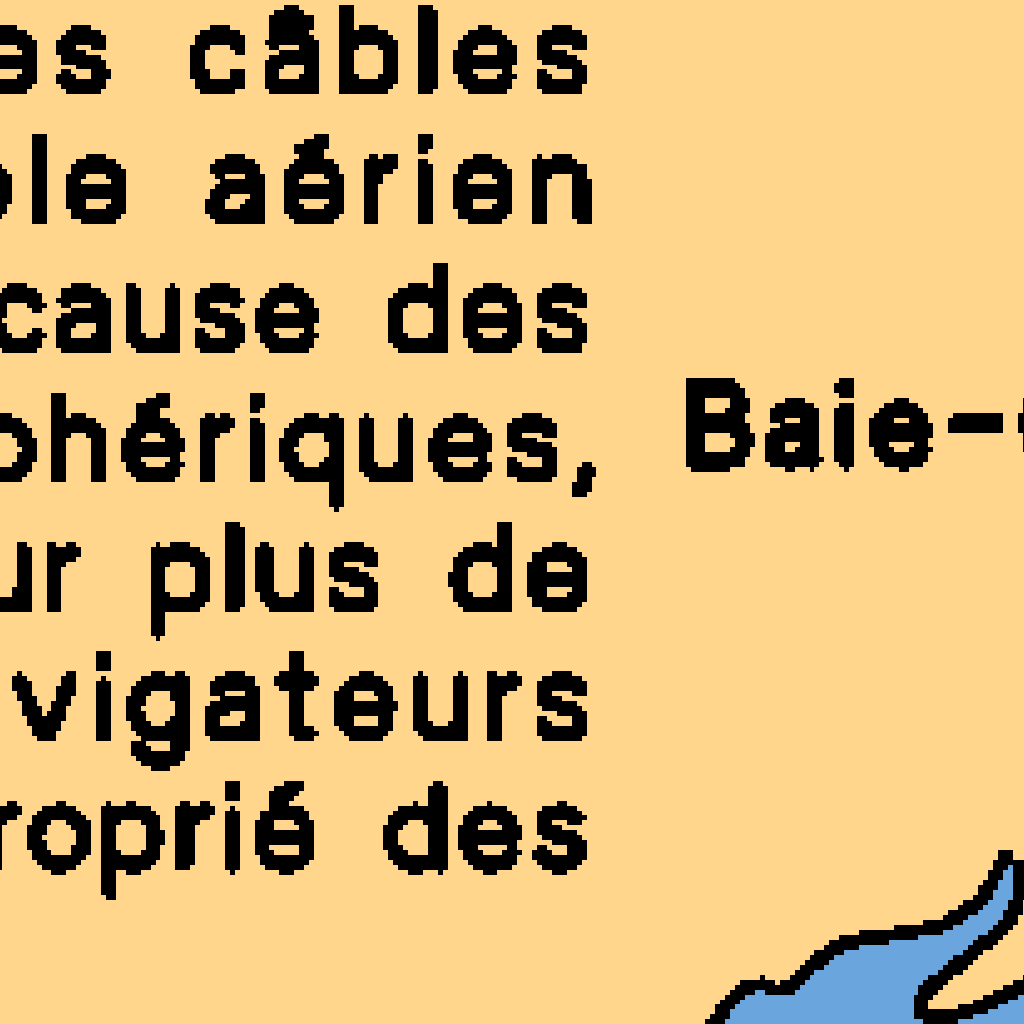 es câbles
ble aérien
cause des
phériques,
ur plus de
vigateurs
roprié des
Baie-